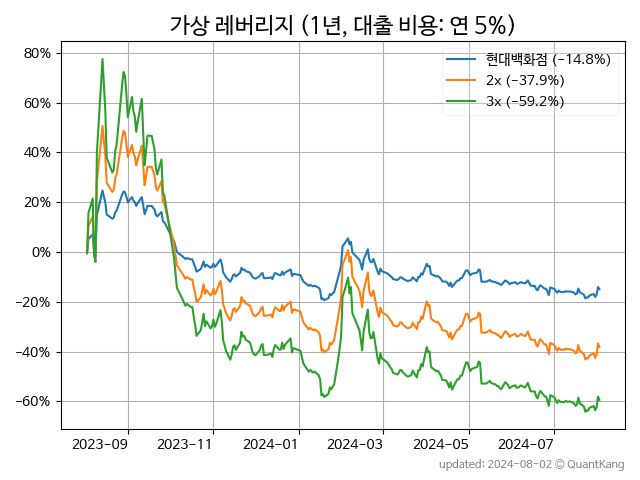 가상 레버리지 (1년, 대출 비용: 연 5%)
현대백화점 (-14.8%)
2x (-37.9%)
3x (-59.2%)
80%
60%
40%
20%
0%
-20%
-40%
-60%
2023-09 2023-11 2024-01 2024-03 2024-05 2024-07
updated: 2024-08-02 © QuantKang